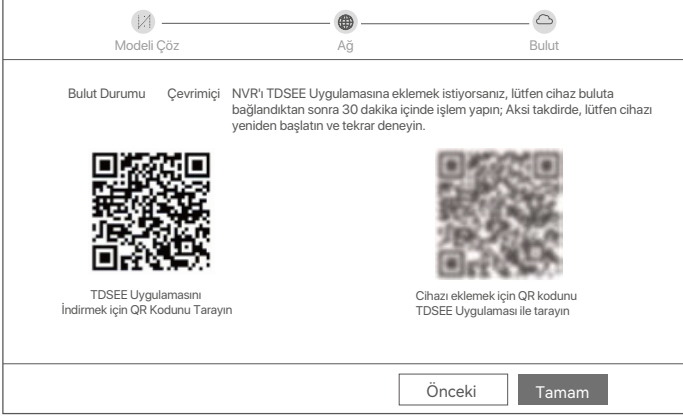 Modeli Çöz
Ağ
Bulut
Bulut Durumu Çevrimiçi NVR'ı TDSEE Uygulamasına eklemek istiyorsanız, lütfen cihaz buluta
bağlandıktan sonra 30 dakika içinde işlem yapın; Aksi takdirde, lütfen cihazı
yeniden başlatın ve tekrar deneyin.
TDSEE Uygulamasını
İndirmek için QR Kodunu Tarayın
Cihazı eklemek için QR kodunu
TDSEE Uygulaması ile tarayın
Önceki
Tamam